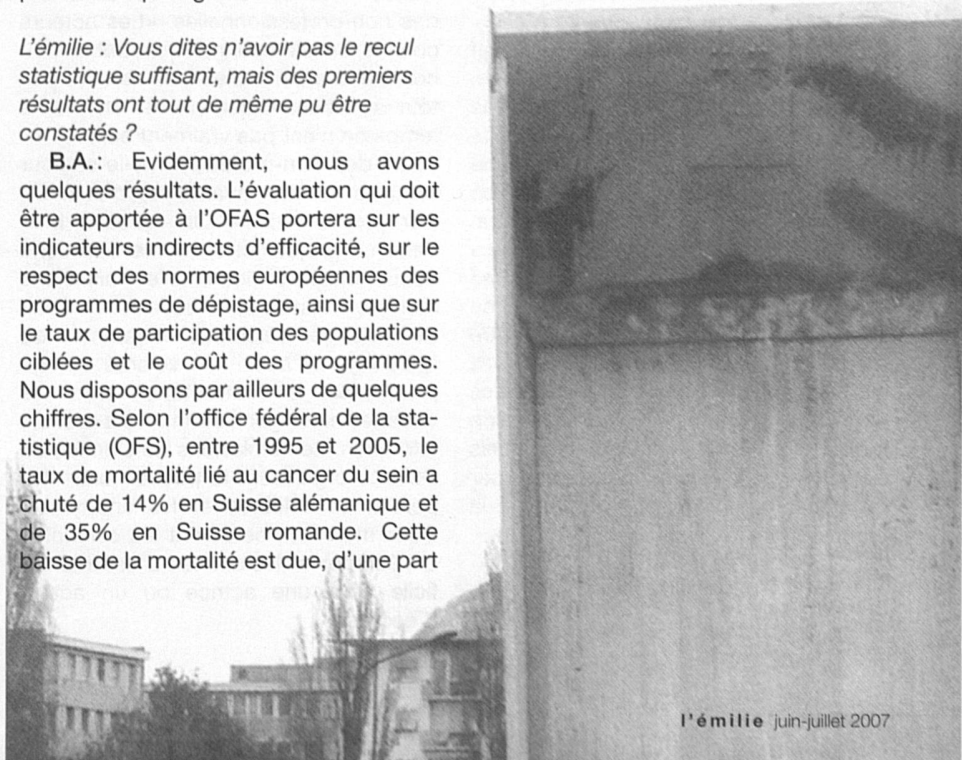 L'émilie : Vous dites n'avoir pas le recul
statistique suffisant, mais des premiers
résultats ont tout de même pu être
constatés ?
B.A.: Evidemment, nous avons
quelques résultats. L'évaluation qui doit
être apportée à l'OFAS portera sur les
indicateurs indirects d'efficacité, sur le
respect des normes européennes des
programmes de dépistage, ainsi que sur
le taux de participation des populations
ciblées et le coût des programmes.
Nous disposons par ailleurs de quelques
chiffres. Selon l'office fédéral de la sta-
tistique (OFS), entre 1995 et 2005, le
taux de mortalité lié au cancer du sein a
chuté de 14% en Suisse alémanique et
de 35% en Suisse romande. Cette
baisse de la mortalité est due, d'une part
l'émilie juin-juillet 2007